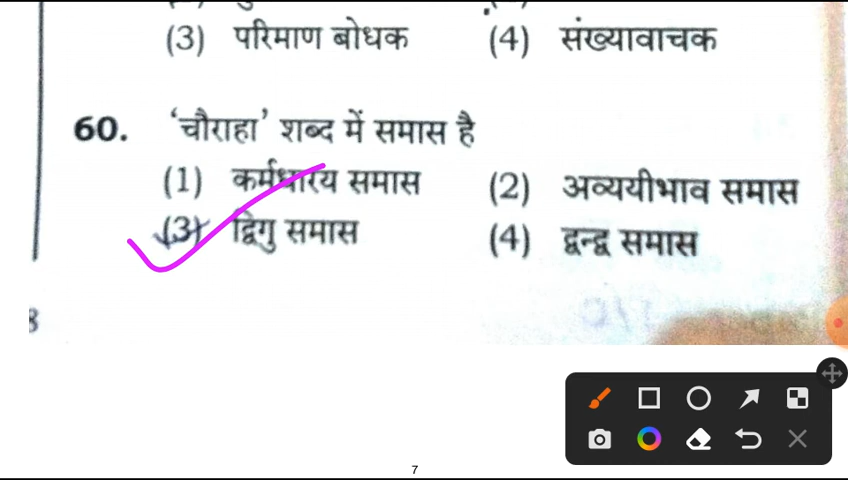 (3) परिमाण बोधक (4) संख्यावाचक
60. 'चौराहा' शब्द में समास है
(1) कर्मधारय समास (2) अव्ययीभाव समास
(3) द्विगु समास (4) द्वन्द्व समास
8
7